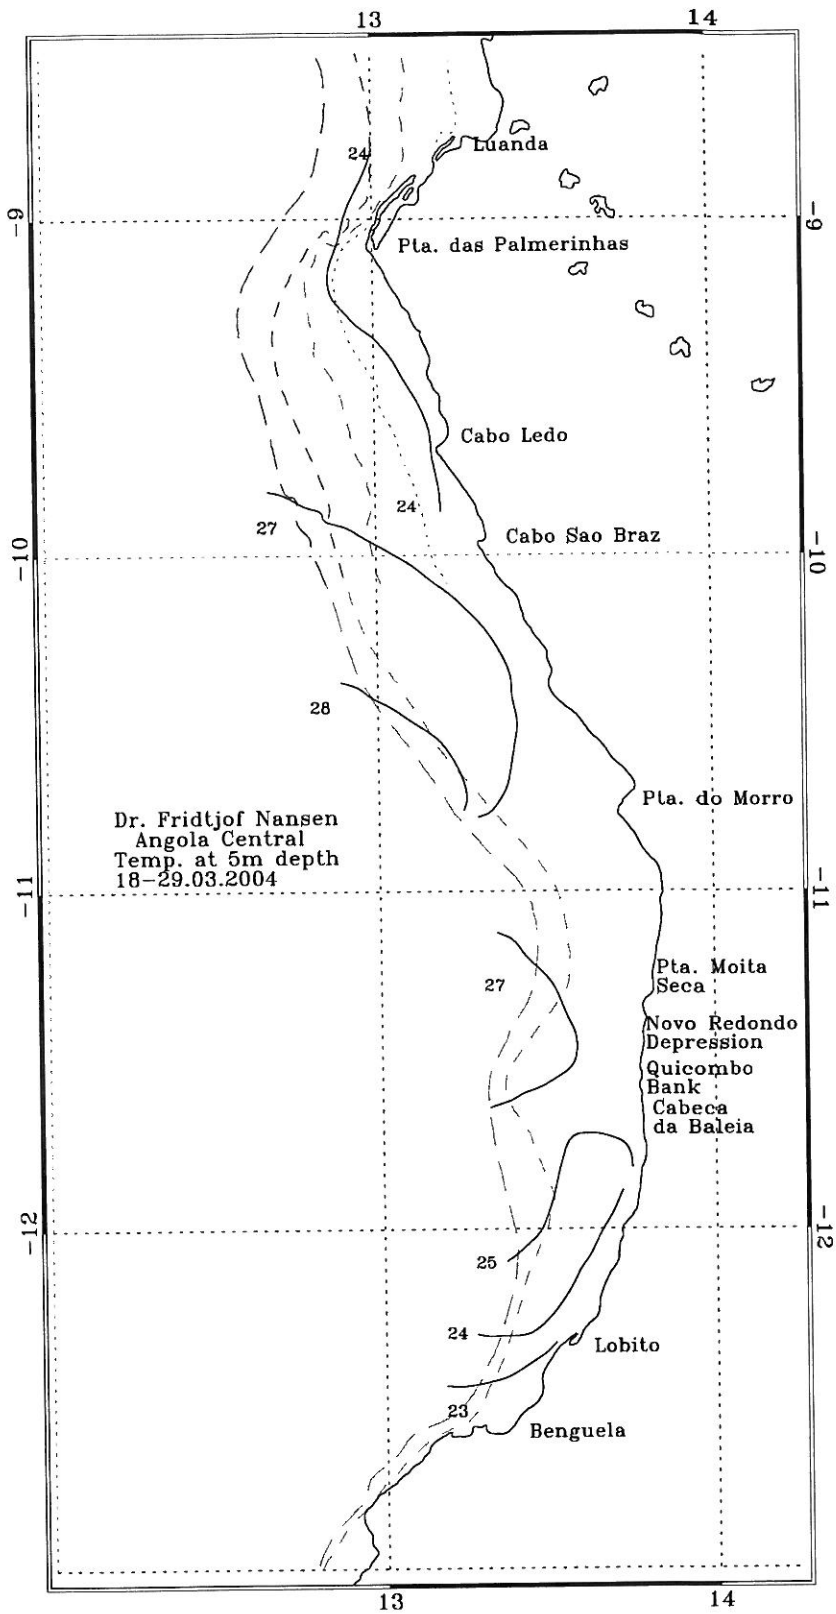 13 14
24
Luanda
-9 -9
Pta. das Palmerinhas
Cabo Ledo
24
27
Cabo Sao Braz
-10 -10
28
Pta. do Morro
Dr. Fridtjof Nansen
Angola Central
Temp. at 5m depth
18-29.03.2004
-11 -11
Pta. Moita
Seca
27
Novo Redondo
Depression
Quicombo
Bank
Cabeca
da Baleia
-12 -12
25
24
Lobito
23
Benguela
13 14